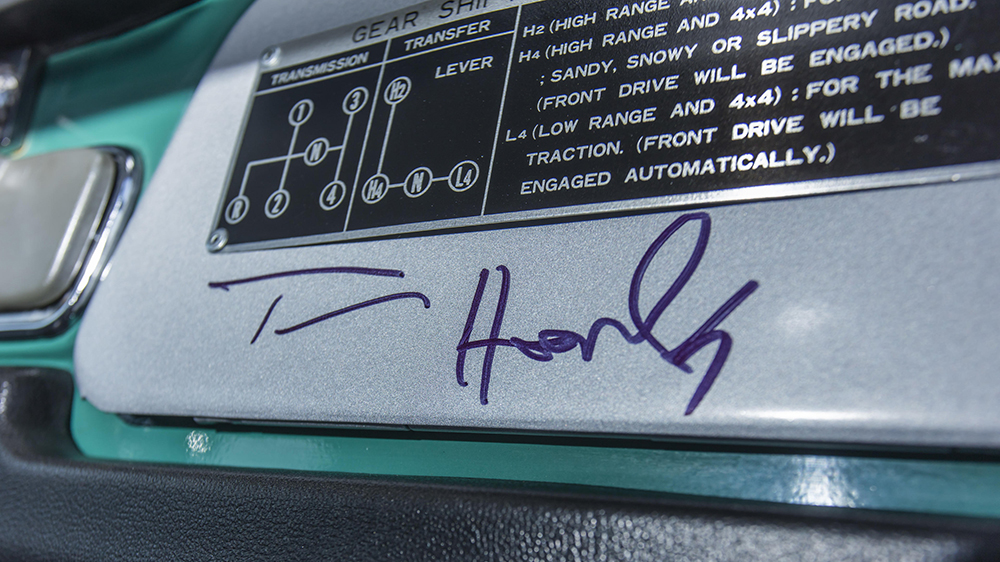 GEAR SHI
TRANSMISSION
TRANSFER
LEVER
1 3 H2
N
R 2 4 H4 N L4
H2 (HIGH RANGE
H4 (HIGH RANGE AND 4x4) : FO
; SANDY, SNOWY OR SLIPPERY ROAD.
(FRONT DRIVE WILL BE ENGAGED.)
L4 (LOW RANGE AND 4x4) : FOR THE MAX
TRACTION. (FRONT DRIVE WILL BE
ENGAGED AUTOMATICALLY.)